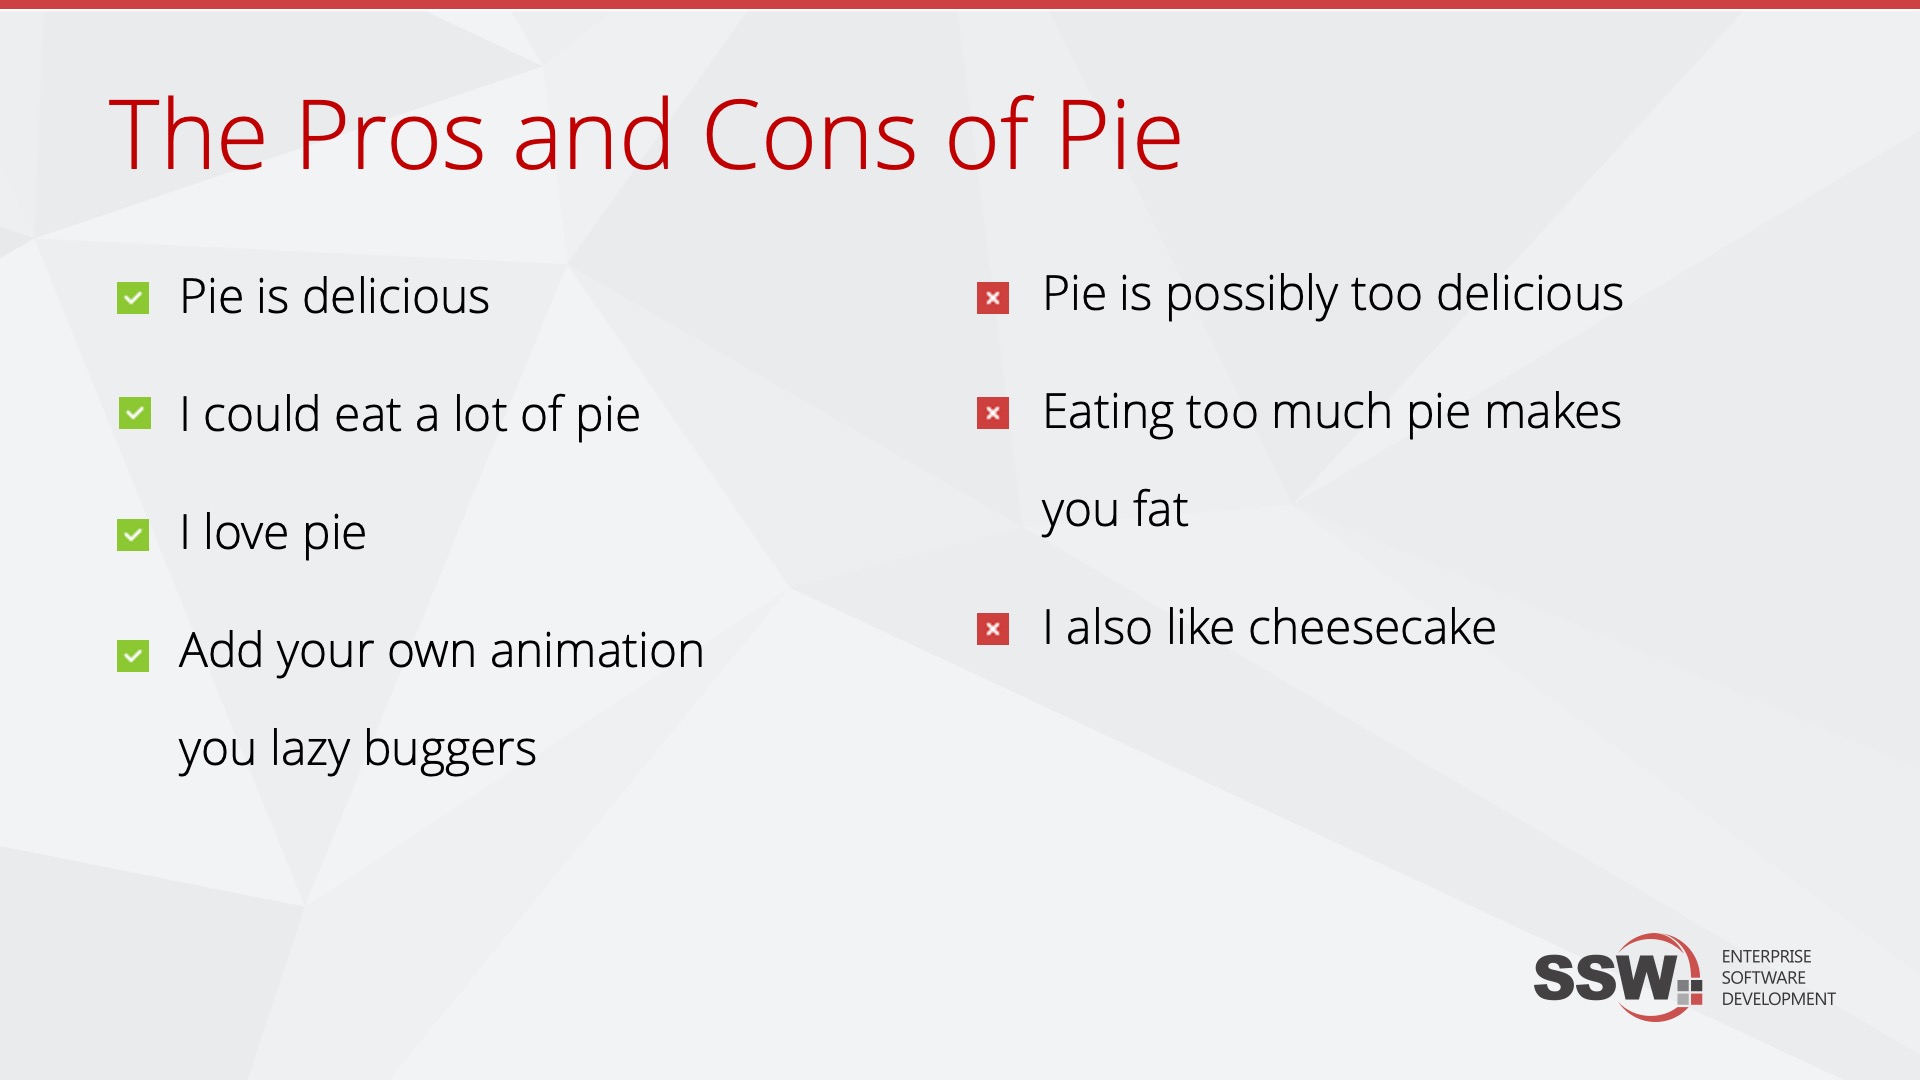 The Pros and Cons of Pie
Pie is delicious
I could eat a lot of pie
I love pie
Add your own animation
you lazy buggers
Pie is possibly too delicious
Eating too much pie makes
you fat
I also like cheesecake
SSW
ENTERPRISE
SOFTWARE
DEVELOPMENT